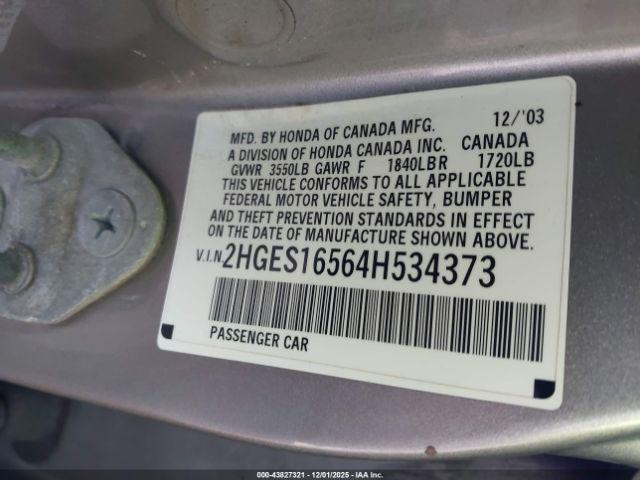 12/'03
MFD. BY HONDA OF CANADA MFG.
A DIVISION OF HONDA CANADA INC. CANADA
GVWR 3550LB GAWR F 1840LBR 1720LB
THIS VEHICLE CONFORMS TO ALL APPLICABLE
FEDERAL MOTOR VEHICLE SAFETY, BUMPER
AND THEFT PREVENTION STANDARDS IN EFFECT
ON THE DATE OF MANUFACTURE SHOWN ABOVE.
V.I.N 2HGES16564H534373
PASSENGER CAR
000-43827321 - 12/01/2025 - IAA Inc.